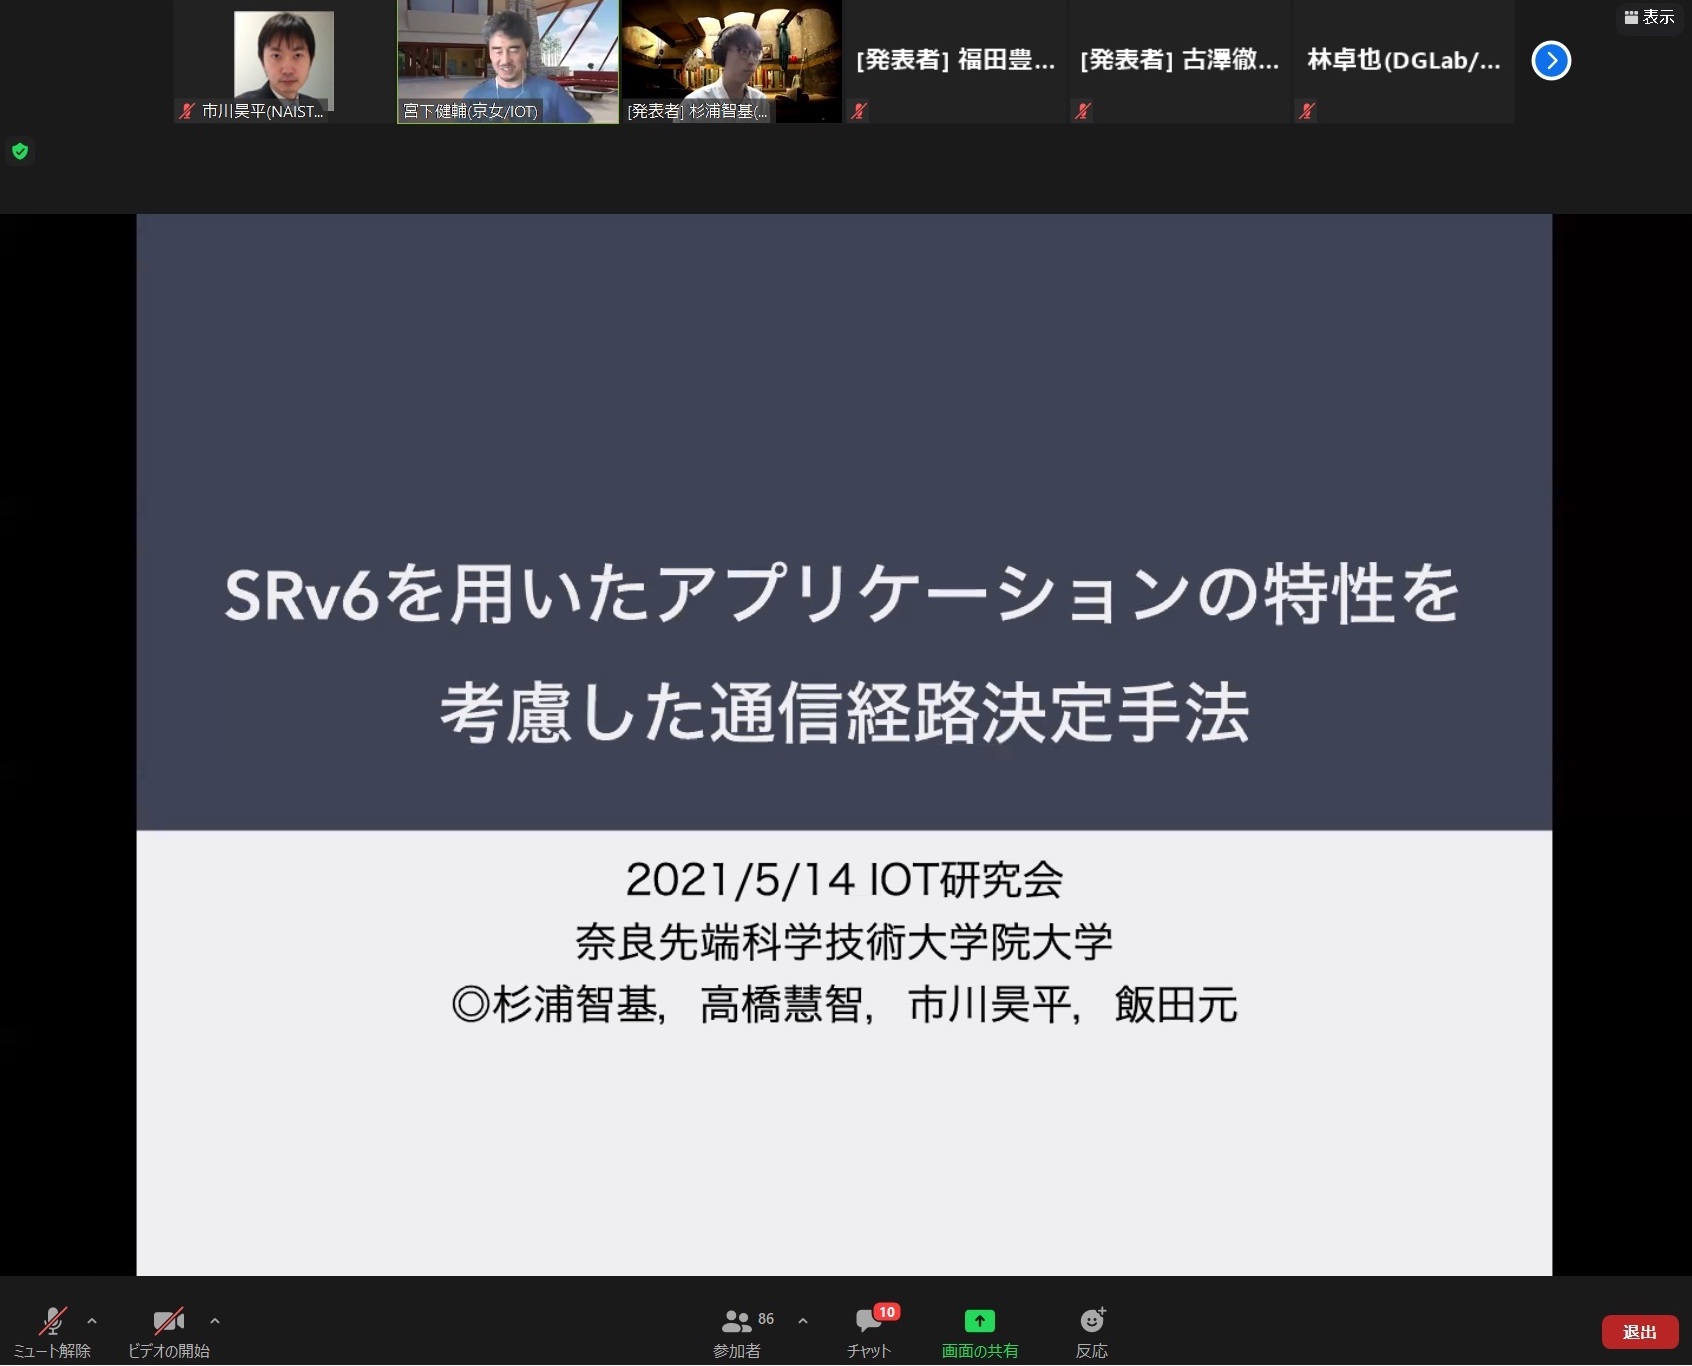 表示
市川昊平(NAIST...
宮下健輔(京女/IOT)
[発表者] 杉浦智基(...
[発表者] 福田豊...
[発表者] 古澤徹...
林卓也(DGLab/...
SRv6を用いたアプリケーションの特性を
考慮した通信経路決定手法
2021/5/14 IOT研究会
奈良先端科学技術大学院大学
◎杉浦智基，高橋慧智，市川昊平，飯田元
ミュート解除
ビデオの開始
86
参加者
10
チャット
画面の共有
反応
退出